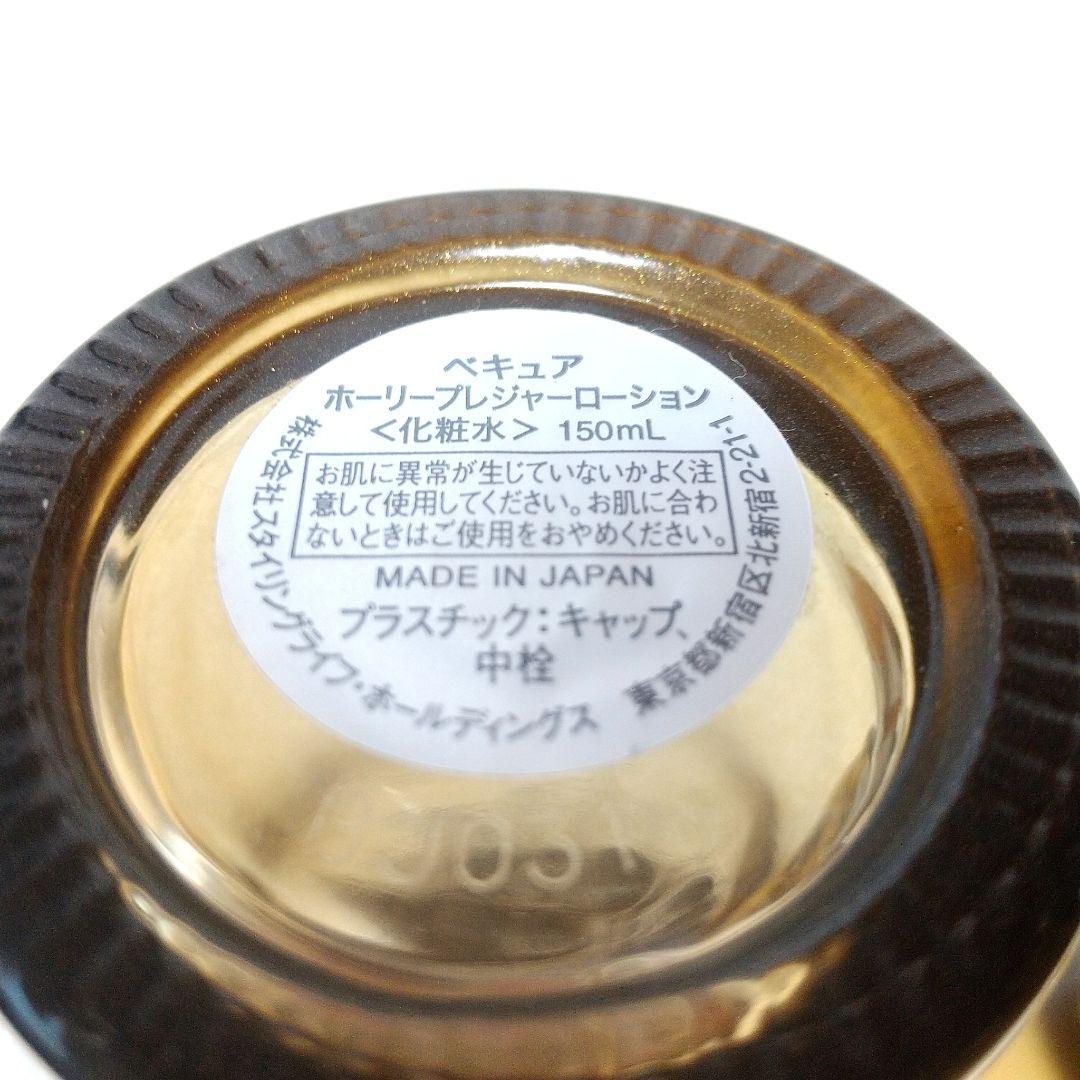 ベキュア
ホーリープレジャーローション
＜化粧水＞ 150mL
お肌に異常が生じていないかよく注
意して使用してください。お肌に合わ
ないときはご使用をおやめください。
MADE IN JAPAN
プラスチック：キャップ、
中栓
株式会社スタイリングライフ・ホールディングス 東京都新宿区北新宿2-21-1